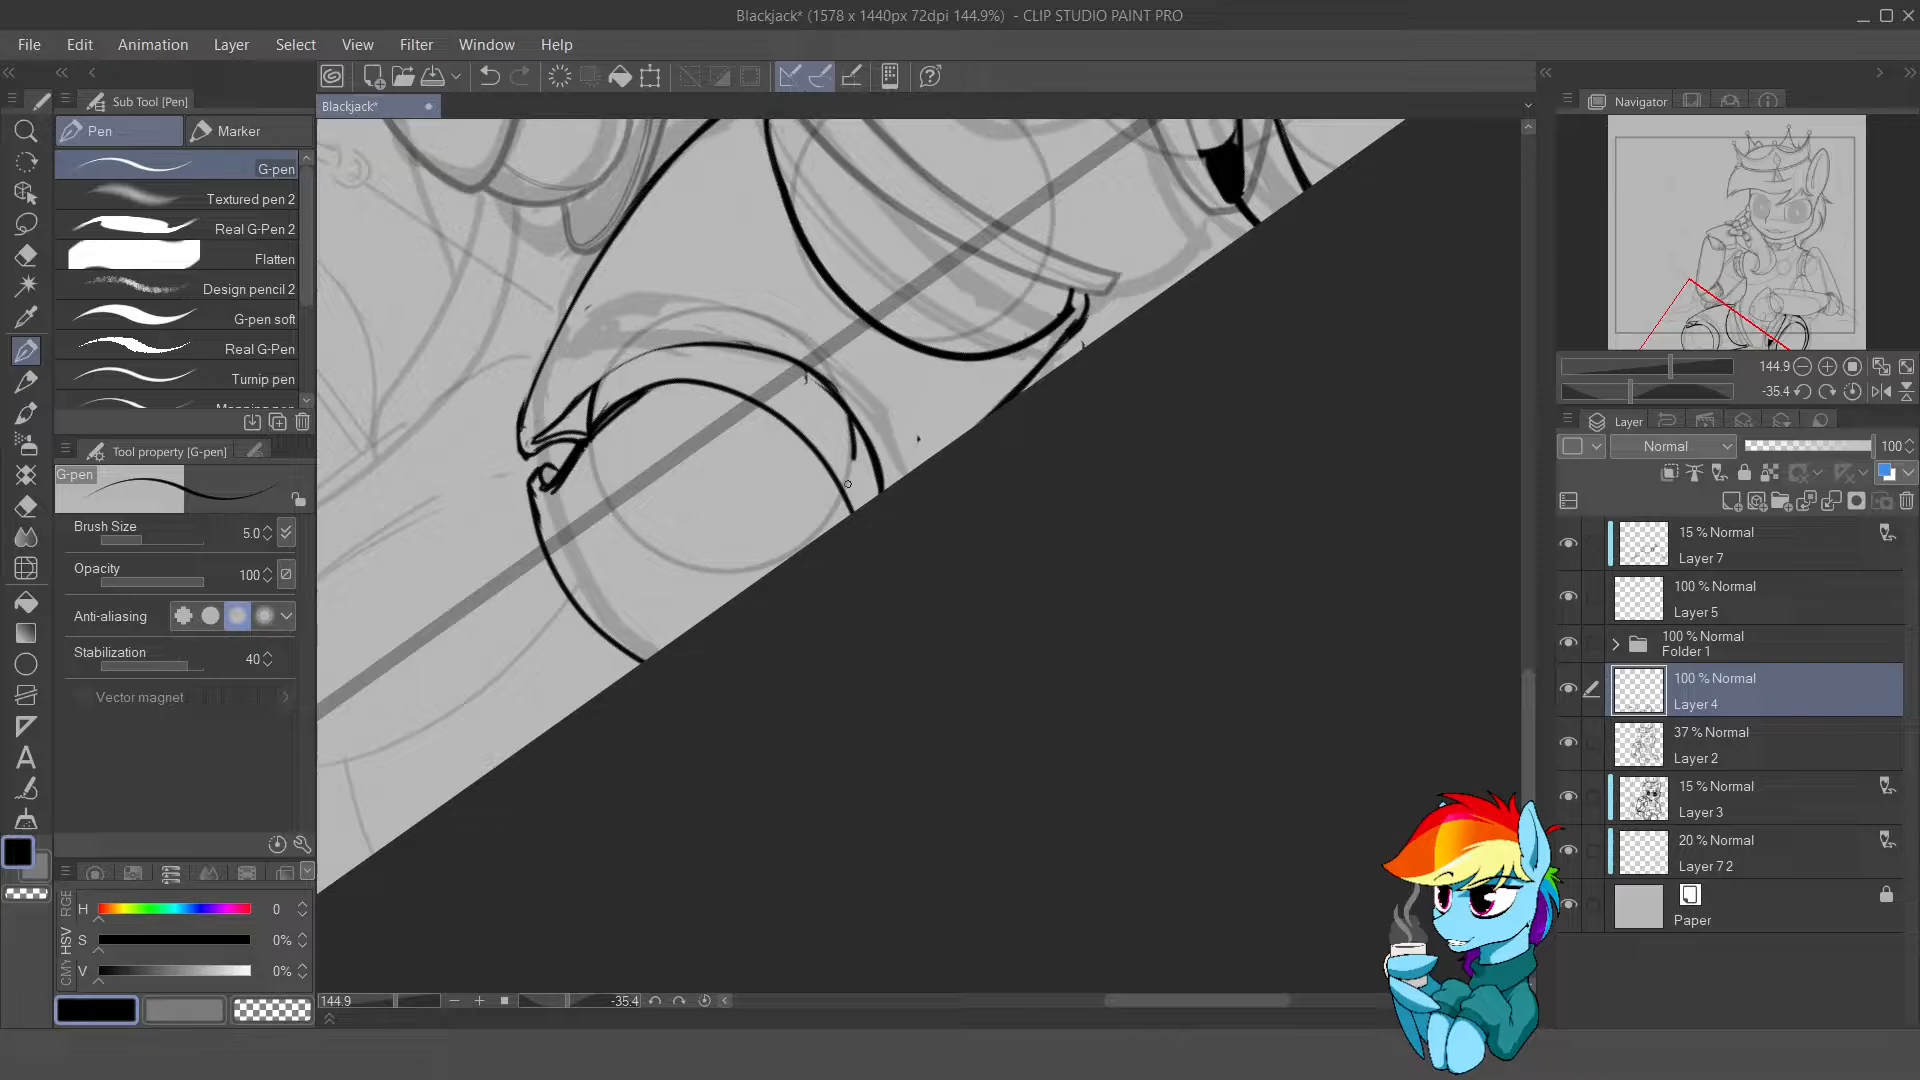 Blackjack* (1578 x 1440px 72dpi 144.9%) - CLIP STUDIO PAINT PRO
File Edit Animation Layer Select View Filter Window Help
Sub Tool [Pen]
Pen
Marker
G-pen
Textured pen 2
Real G-Pen 2
Flatten
Design pencil 2
G-pen soft
Real G-Pen
Turnip pen
Tool property [G-pen]
G-pen
Brush Size 5.0
Opacity 100
Anti-aliasing
Stabilization 40
Vector magnet
RGE
HSV
CMY
H 0
S 0%
V 0%
Blackjack*
144.9
-35.4
Navigator
144.9
-35.4
Layer
Normal 100
15 % Normal
Layer 7
100 % Normal
Layer 5
100 % Normal
Folder 1
100 % Normal
Layer 4
37 % Normal
Layer 2
15 % Normal
Layer 3
20 % Normal
Layer 7 2
Paper